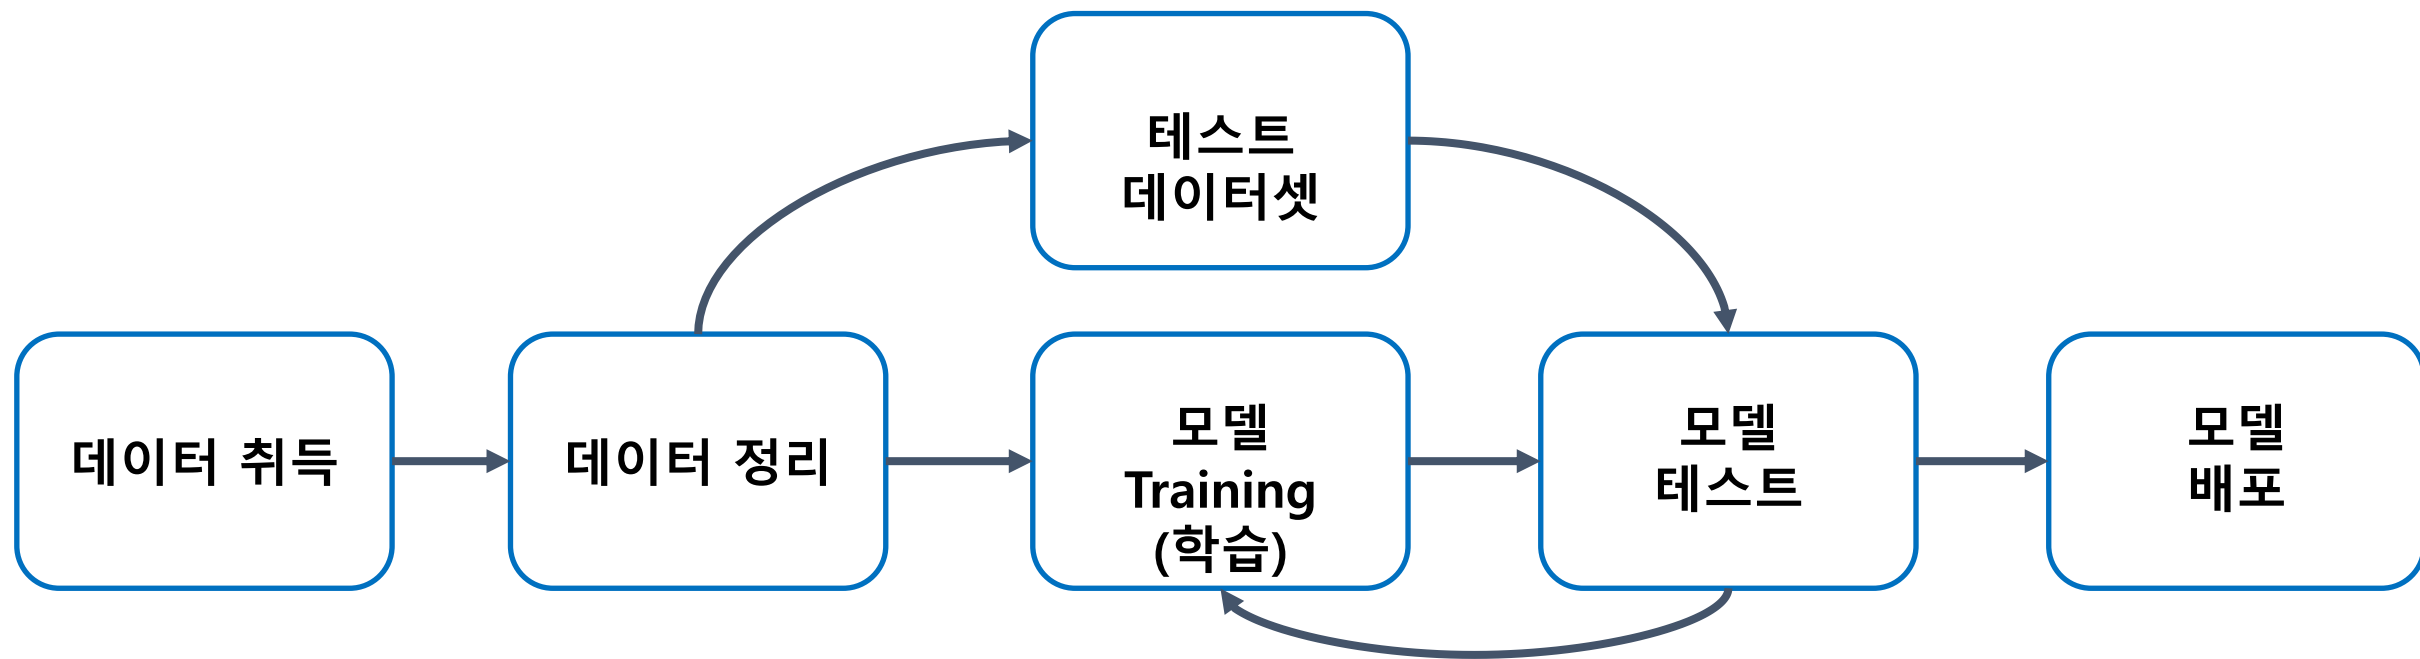 테스트
데이터셋
데이터 취득
데이터 정리
모델
Training
(학습)
모델
테스트
모델
배포